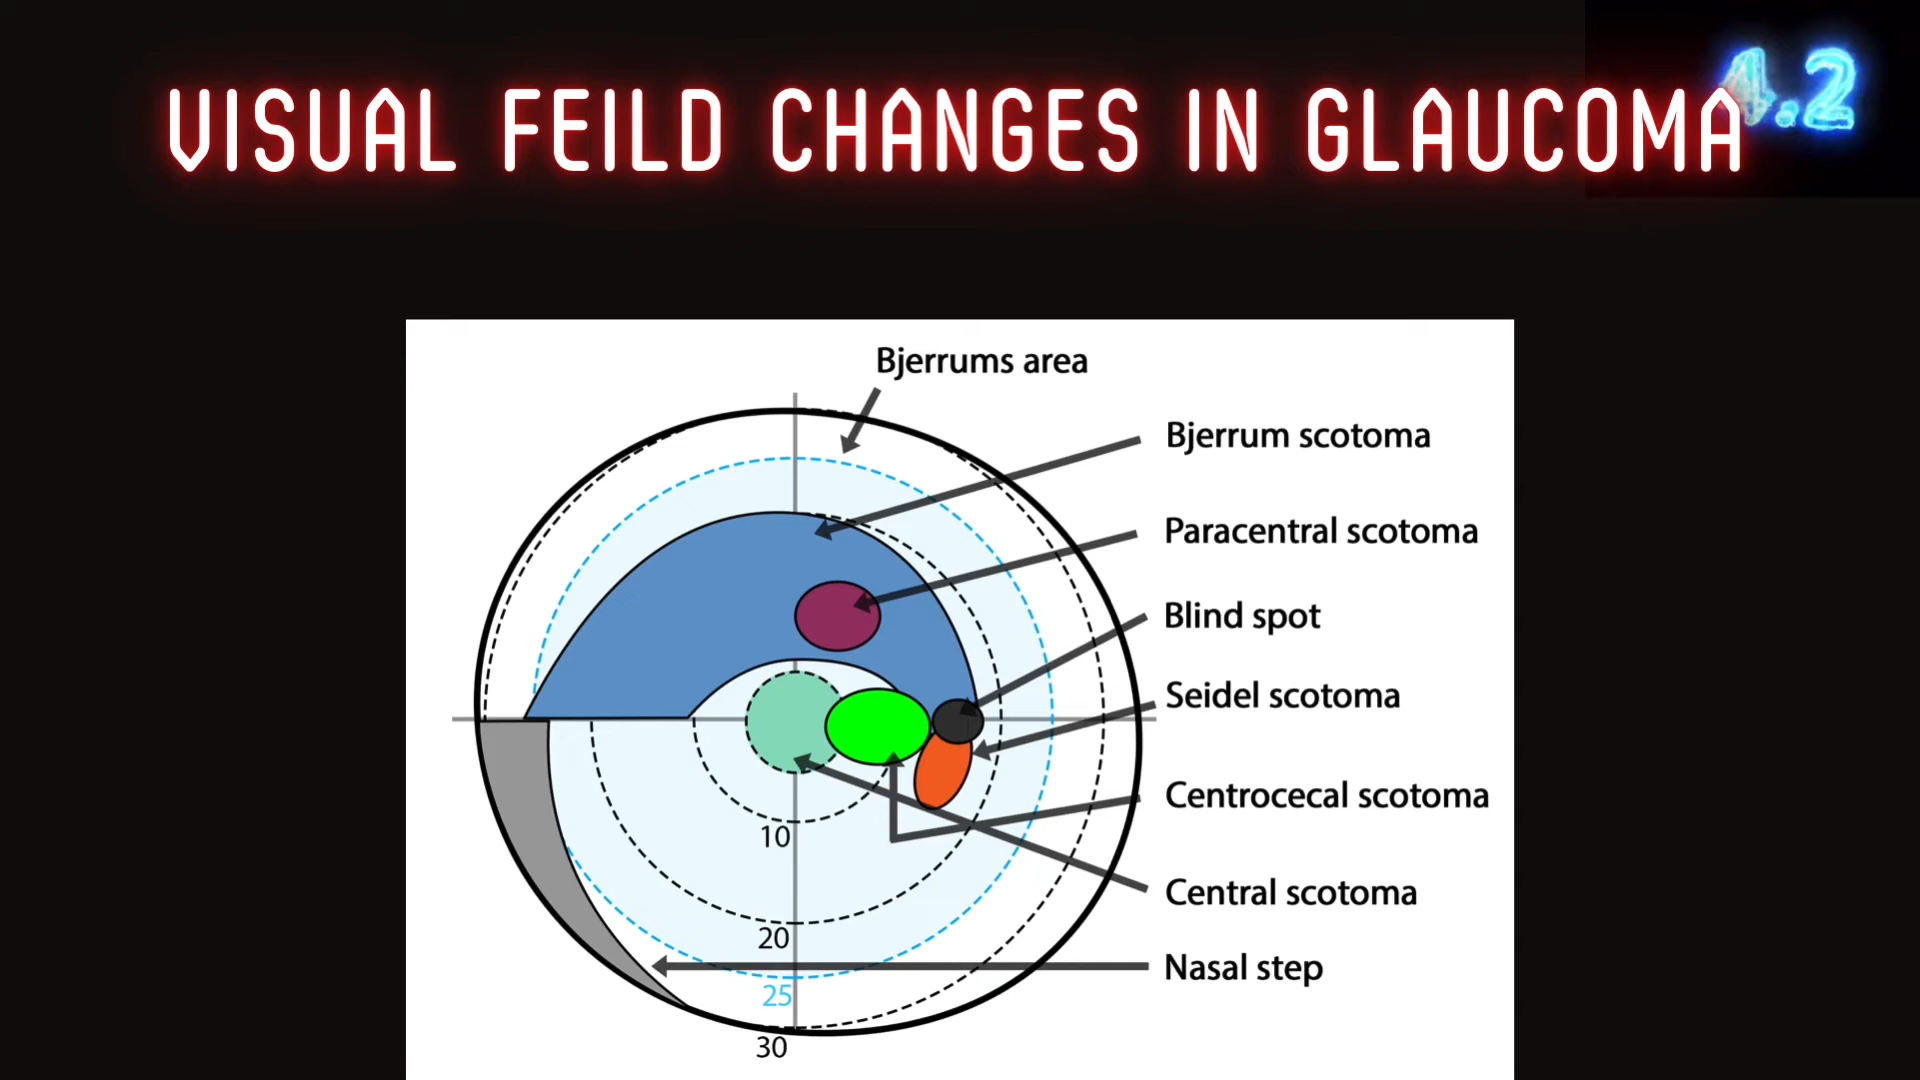 VISUAL FEILD CHANGES IN GLAUCOMA
4.2
Bjerrums area
Bjerrum scotoma
Paracentral scotoma
Blind spot
Seidel scotoma
Centrocecal scotoma
Central scotoma
Nasal step
10
20
25
30